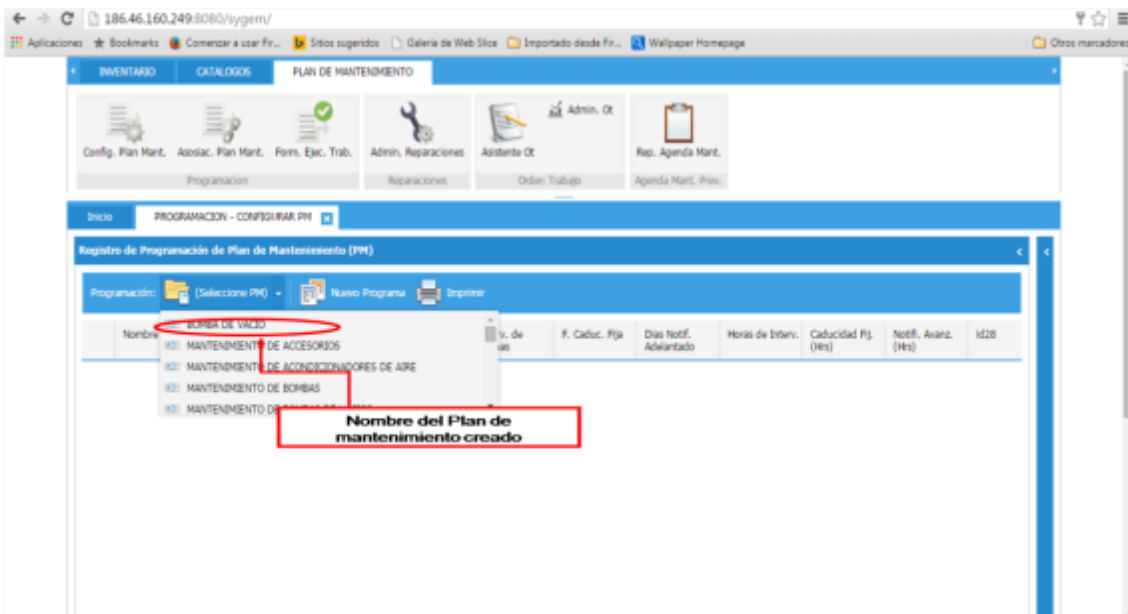 186.46.160.249:8080/sygem/
Aplicaciones Bookmarks Comenzar a usar Fir... Sitios sugeridos Galería de Web Slice Importado desde Fir... Wallpaper Homepage Otros marcadores
INVENTARIO CATALOGOS PLAN DE MANTENIMIENTO
Config. Plan Mant. Asosiac. Plan Mant. Form. Ejec. Trab. Admin. Reparaciones Asistente Ot Admin. Ot Rep. Agenda Mant.
Programacion Reparaciones Orden Trabajo Agenda Mant. Prev.
Inicio PROGRAMACION - CONFIGURAR PM
Registro de Programación de Plan de Mantenimiento (PM)
Programación: (Seleccione PM) Nuevo Programa Imprimir
Nombre F. Caduc. Fija Dias Notif. Adelantado Horas de Interv. Caducidad Fij. (Hrs) Notifi. Avanz. (Hrs) Id28
BOMBA DE VACIO
MANTENIMIENTO DE ACCESORIOS
MANTENIMIENTO DE ACONDICIONADORES DE AIRE
MANTENIMIENTO DE BOMBAS
MANTENIMIENTO DE
Nombre del Plan de
mantenimiento creado